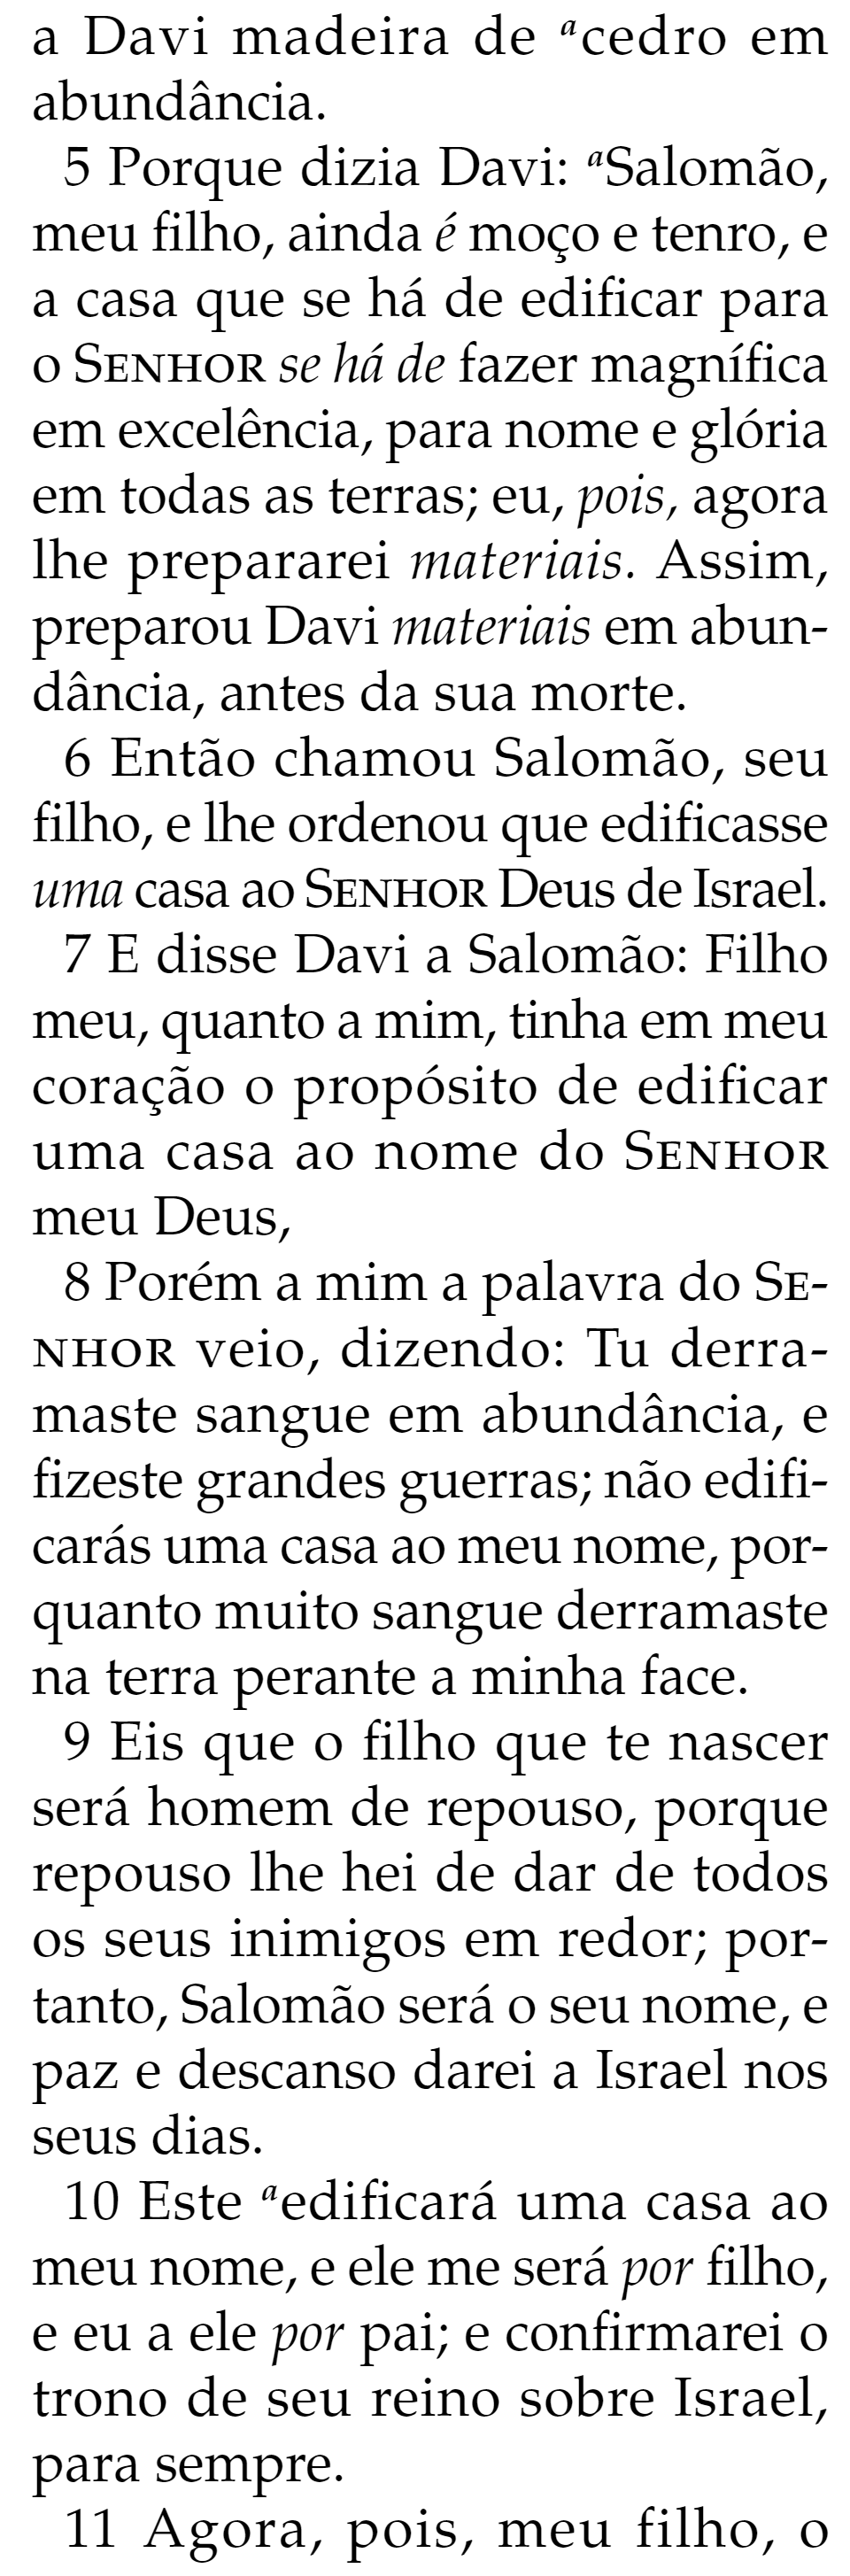 a Davi madeira de ᵃcedro em
abundância.
5 Porque dizia Davi: ᵃSalomão,
meu filho, ainda é moço e tenro, e
a casa que se há de edificar para
o SENHOR se há de fazer magnífica
em excelência, para nome e glória
em todas as terras; eu, pois, agora
lhe prepararei materiais. Assim,
preparou Davi materiais em abun-
dância, antes da sua morte.
6 Então chamou Salomão, seu
filho, e lhe ordenou que edificasse
uma casa ao SENHOR Deus de Israel.
7 E disse Davi a Salomão: Filho
meu, quanto a mim, tinha em meu
coração o propósito de edificar
uma casa ao nome do SENHOR
meu Deus,
8 Porém a mim a palavra do SE-
NHOR veio, dizendo: Tu derra-
maste sangue em abundância, e
fizeste grandes guerras; não edifi-
carás uma casa ao meu nome, por-
quanto muito sangue derramaste
na terra perante a minha face.
9 Eis que o filho que te nascer
será homem de repouso, porque
repouso lhe hei de dar de todos
os seus inimigos em redor; por-
tanto, Salomão será o seu nome, e
paz e descanso darei a Israel nos
seus dias.
10 Este ᵃedificará uma casa ao
meu nome, e ele me será por filho,
e eu a ele por pai; e confirmarei o
trono de seu reino sobre Israel,
para sempre.
11 Agora, pois, meu filho, o